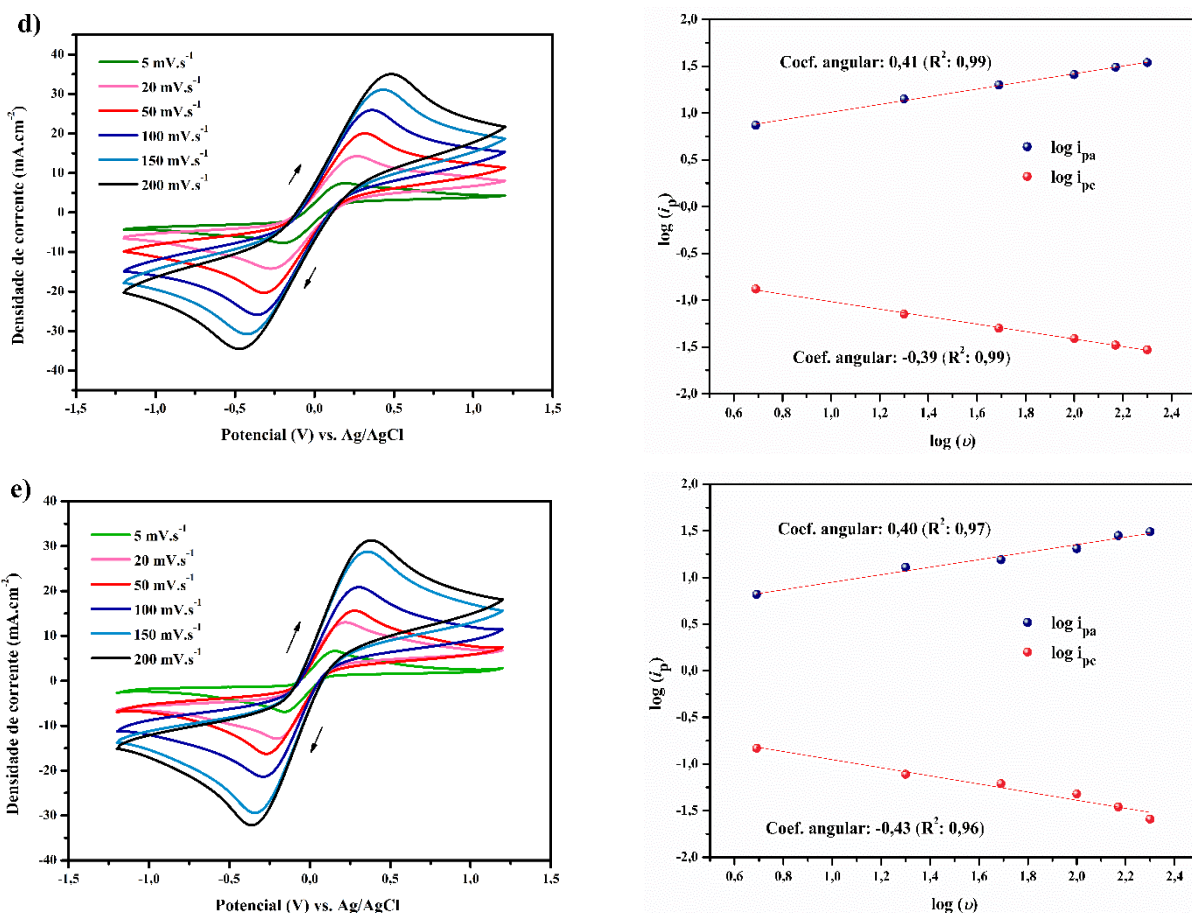 d)
5 mV.s⁻¹
20 mV.s⁻¹
50 mV.s⁻¹
100 mV.s⁻¹
150 mV.s⁻¹
200 mV.s⁻¹
Densidade de corrente (mA.cm⁻²)
40
30
20
10
0
-10
-20
-30
-40
-1,5 -1,0 -0,5 0,0 0,5 1,0 1,5
Potencial (V) vs. Ag/AgCl
Coef. angular: 0,41 (R²: 0,99)
log i_pa
log i_pc
Coef. angular: -0,39 (R²: 0,99)
log (i_p)
2,0
1,5
1,0
0,5
0,0
-0,5
-1,0
-1,5
-2,0
0,6 0,8 1,0 1,2 1,4 1,6 1,8 2,0 2,2 2,4
log (υ)
e)
5 mV.s⁻¹
20 mV.s⁻¹
50 mV.s⁻¹
100 mV.s⁻¹
150 mV.s⁻¹
200 mV.s⁻¹
Densidade de corrente (mA.cm⁻²)
40
30
20
10
0
-10
-20
-30
-40
-1,5 -1,0 -0,5 0,0 0,5 1,0 1,5
Potencial (V) vs. Ag/AgCl
Coef. angular: 0,40 (R²: 0,97)
log i_pa
log i_pc
Coef. angular: -0,43 (R²: 0,96)
log (i_p)
2,0
1,5
1,0
0,5
0,0
-0,5
-1,0
-1,5
-2,0
0,6 0,8 1,0 1,2 1,4 1,6 1,8 2,0 2,2 2,4
log (υ)